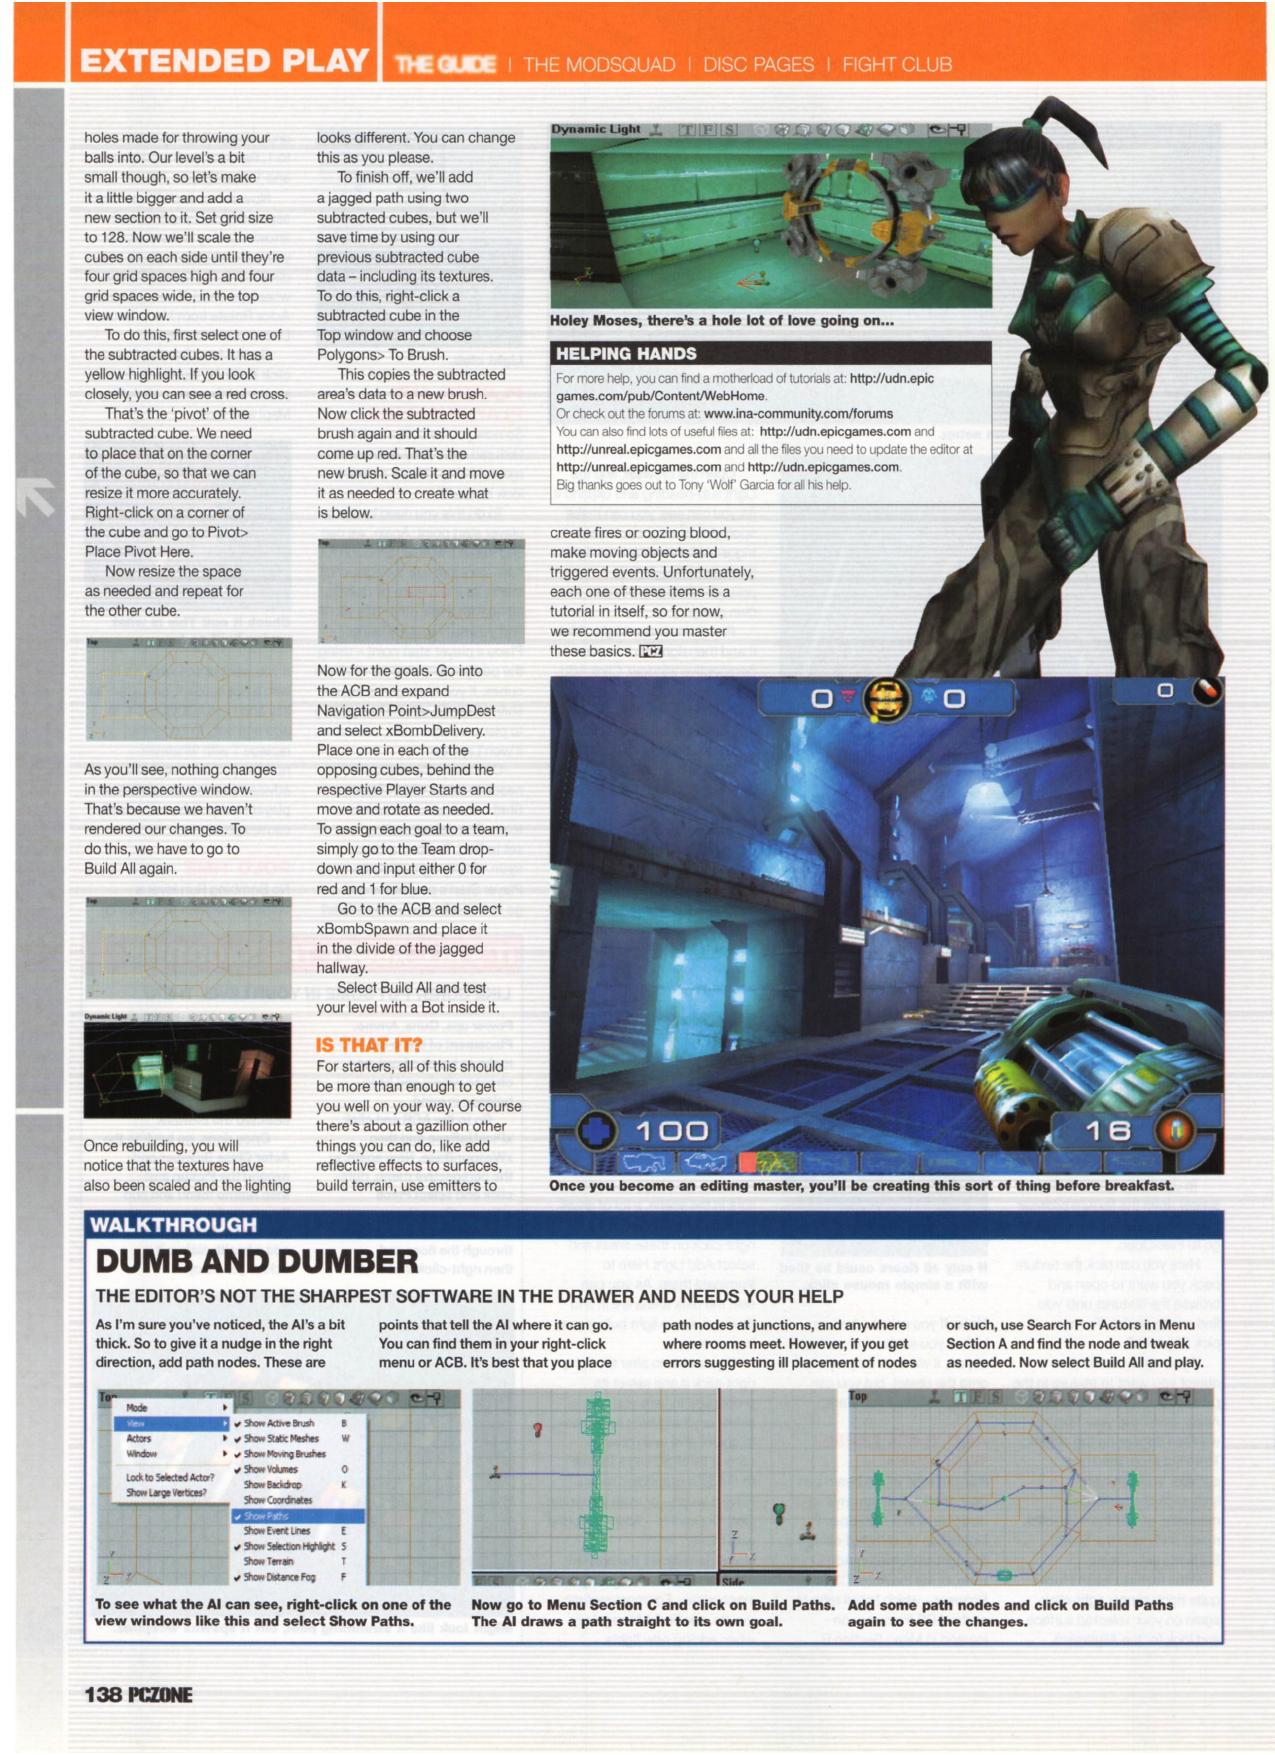 EXTENDED PLAY
THE GUIDE | THE MODSQUAD | DISC PAGES | FIGHT CLUB
holes made for throwing your
balls into. Our level's a bit
small though, so let's make
it a little bigger and add a
new section to it. Set grid size
to 128. Now we'll scale the
cubes on each side until they're
four grid spaces high and four
grid spaces wide, in the top
view window.
To do this, first select one of
the subtracted cubes. It has a
yellow highlight. If you look
closely, you can see a red cross.
That's the 'pivot' of the
subtracted cube. We need
to place that on the corner
of the cube, so that we can
resize it more accurately.
Right-click on a corner of
the cube and go to Pivot>
Place Pivot Here.
Now resize the space
as needed and repeat for
the other cube.
Top
As you'll see, nothing changes
in the perspective window.
That's because we haven't
rendered our changes. To
do this, we have to go to
Build All again.
Top
Dynamic Light
Once rebuilding, you will
notice that the textures have
also been scaled and the lighting
looks different. You can change
this as you please.
To finish off, we'll add
a jagged path using two
subtracted cubes, but we'll
save time by using our
previous subtracted cube
data – including its textures.
To do this, right-click a
subtracted cube in the
Top window and choose
Polygons> To Brush.
This copies the subtracted
area's data to a new brush.
Now click the subtracted
brush again and it should
come up red. That's the
new brush. Scale it and move
it as needed to create what
is below.
Top
Now for the goals. Go into
the ACB and expand
Navigation Point>JumpDest
and select xBombDelivery.
Place one in each of the
opposing cubes, behind the
respective Player Starts and
move and rotate as needed.
To assign each goal to a team,
simply go to the Team drop-
down and input either 0 for
red and 1 for blue.
Go to the ACB and select
xBombSpawn and place it
in the divide of the jagged
hallway.
Select Build All and test
your level with a Bot inside it.
IS THAT IT?
For starters, all of this should
be more than enough to get
you well on your way. Of course
there's about a gazillion other
things you can do, like add
reflective effects to surfaces,
build terrain, use emitters to
Dynamic Light T F S
Holey Moses, there's a hole lot of love going on...
HELPING HANDS
For more help, you can find a motherload of tutorials at: http://udn.epic
games.com/pub/Content/WebHome.
Or check out the forums at: www.ina-community.com/forums
You can also find lots of useful files at: http://udn.epicgames.com and
http://unreal.epicgames.com and all the files you need to update the editor at
http://unreal.epicgames.com and http://udn.epicgames.com.
Big thanks goes out to Tony 'Wolf' Garcia for all his help.
create fires or oozing blood,
make moving objects and
triggered events. Unfortunately,
each one of these items is a
tutorial in itself, so for now,
we recommend you master
these basics. PCZ
0 0 0
100 16
Once you become an editing master, you'll be creating this sort of thing before breakfast.
WALKTHROUGH
DUMB AND DUMBER
THE EDITOR'S NOT THE SHARPEST SOFTWARE IN THE DRAWER AND NEEDS YOUR HELP
As I'm sure you've noticed, the AI's a bit
thick. So to give it a nudge in the right
direction, add path nodes. These are
points that tell the AI where it can go.
You can find them in your right-click
menu or ACB. It's best that you place
path nodes at junctions, and anywhere
where rooms meet. However, if you get
errors suggesting ill placement of nodes
or such, use Search For Actors in Menu
Section A and find the node and tweak
as needed. Now select Build All and play.
Top
Mode
View
Actors
Window
Lock to Selected Actor?
Show Large Vertices?
Show Active Brush B
Show Static Meshes W
Show Moving Brushes
Show Volumes O
Show Backdrop K
Show Coordinates
Show Paths
Show Event Lines E
Show Selection Highlight S
Show Terrain T
Show Distance Fog F
To see what the AI can see, right-click on one of the
view windows like this and select Show Paths.
Side
Now go to Menu Section C and click on Build Paths.
The AI draws a path straight to its own goal.
Top T F S
Add some path nodes and click on Build Paths
again to see the changes.
138 PCZONE